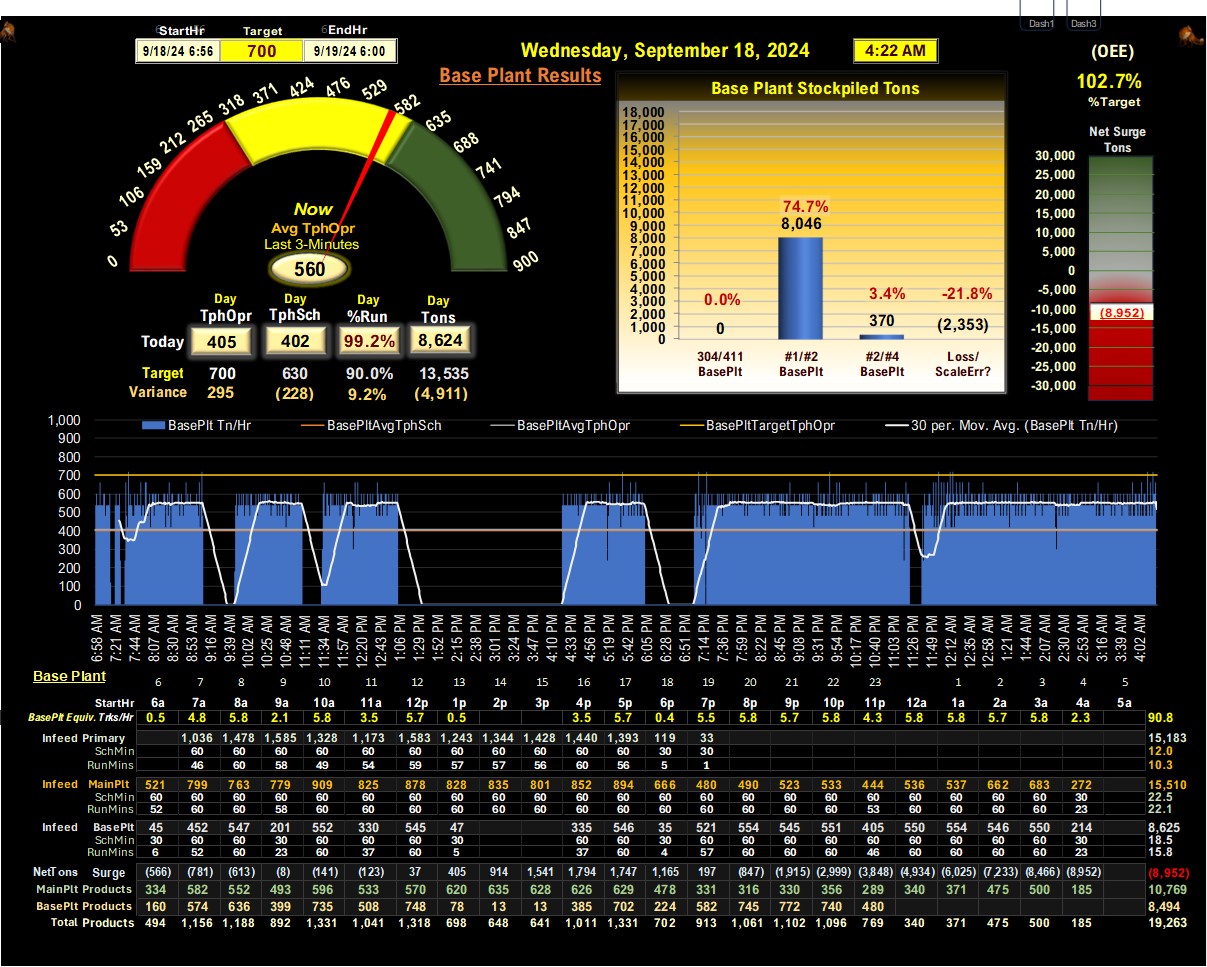 Dash1 Dash3
StartHr Target EndHr
9/18/24 6:56 700 9/19/24 6:00
Wednesday, September 18, 2024 4:22 AM
(OEE)
102.7%
%Target
Base Plant Results
0 53 106 159 212 265 318 371 424 476 529 582 635 688 741 794 847 900
Now
Avg TphOpr
Last 3-Minutes
560
Day TphOpr Day TphSch Day %Run Day Tons
Today 405 402 99.2% 8,624
Target 700 630 90.0% 13,535
Variance 295 (228) 9.2% (4,911)
Base Plant Stockpiled Tons
18,000
17,000
16,000
15,000
14,000
13,000
12,000
11,000
10,000
9,000
8,000
7,000
6,000
5,000
4,000
3,000
2,000
1,000
0
0.0% 74.7% 3.4% -21.8%
0 8,046 370 (2,353)
304/411 BasePlt #1/#2 BasePlt #2/#4 BasePlt Loss/ ScaleErr?
Net Surge
Tons
30,000
25,000
20,000
15,000
10,000
5,000
0
-5,000
-10,000
(8,952)
-15,000
-20,000
-25,000
-30,000
BasePlt Tn/Hr BasePltAvgTphSch BasePltAvgTphOpr BasePltTargetTphOpr 30 per. Mov. Avg. (BasePlt Tn/Hr)
1,000
900
800
700
600
500
400
300
200
100
0
6:58 AM 7:21 AM 7:44 AM 8:07 AM 8:30 AM 8:53 AM 9:16 AM 9:39 AM 10:02 AM 10:25 AM 10:48 AM 11:11 AM 11:34 AM 11:57 AM 12:20 PM 12:43 PM 1:06 PM 1:29 PM 1:52 PM 2:15 PM 2:38 PM 3:01 PM 3:24 PM 3:47 PM 4:10 PM 4:33 PM 4:56 PM 5:19 PM 5:42 PM 6:05 PM 6:28 PM 6:51 PM 7:14 PM 7:36 PM 7:59 PM 8:22 PM 8:45 PM 9:08 PM 9:31 PM 9:54 PM 10:17 PM 10:40 PM 11:03 PM 11:26 PM 11:49 PM 12:12 AM 12:35 AM 12:58 AM 1:21 AM 1:44 AM 2:07 AM 2:30 AM 2:53 AM 3:16 AM 3:39 AM 4:02 AM
Base Plant
6 7 8 9 10 11 12 13 14 15 16 17 18 19 20 21 22 23 1 2 3 4 5
StartHr 6a 7a 8a 9a 10a 11a 12p 1p 2p 3p 4p 5p 6p 7p 8p 9p 10p 11p 12a 1a 2a 3a 4a 5a
BasePlt Equiv. Trks/Hr 0.5 4.8 5.8 2.1 5.8 3.5 5.7 0.5 3.5 5.7 0.4 5.5 5.8 5.7 5.8 4.3 5.8 5.8 5.7 5.8 2.3 90.8
Infeed Primary 1,036 1,478 1,585 1,328 1,173 1,583 1,243 1,344 1,428 1,440 1,393 119 33 15,183
SchMin 60 60 60 60 60 60 60 60 60 60 60 30 30 12.0
RunMins 46 60 58 49 54 59 57 57 56 60 56 5 1 10.3
Infeed MainPlt 521 799 763 779 909 825 878 828 835 801 852 894 666 480 490 523 533 444 536 537 662 683 272 15,510
SchMin 60 60 60 60 60 60 60 60 60 60 60 60 60 60 60 60 60 60 60 60 60 60 30 22.5
RunMins 52 60 60 58 60 60 60 60 60 60 60 60 60 60 60 60 60 53 60 60 60 60 23 22.1
Infeed BasePlt 45 452 547 201 552 330 545 47 335 546 35 521 554 545 551 405 550 554 546 550 214 8,625
SchMin 30 60 60 30 60 60 60 30 60 60 30 60 60 60 60 60 60 60 60 60 30 18.5
RunMins 6 52 60 23 60 37 60 5 37 60 4 57 60 60 60 46 60 60 60 60 23 15.8
NetTons Surge (566) (781) (613) (8) (141) (123) 37 405 914 1,541 1,794 1,747 1,165 197 (847) (1,915) (2,999) (3,848) (4,934) (6,025) (7,233) (8,466) (8,952) (8,952)
MainPlt Products 334 582 552 493 596 533 570 620 635 628 626 629 478 331 316 330 356 289 340 371 475 500 185 10,769
BasePlt Products 160 574 636 399 735 508 748 78 13 13 385 702 224 582 745 772 740 480 8,494
Total Products 494 1,156 1,188 892 1,331 1,041 1,318 698 648 641 1,011 1,331 702 913 1,061 1,102 1,096 769 340 371 475 500 185 19,263